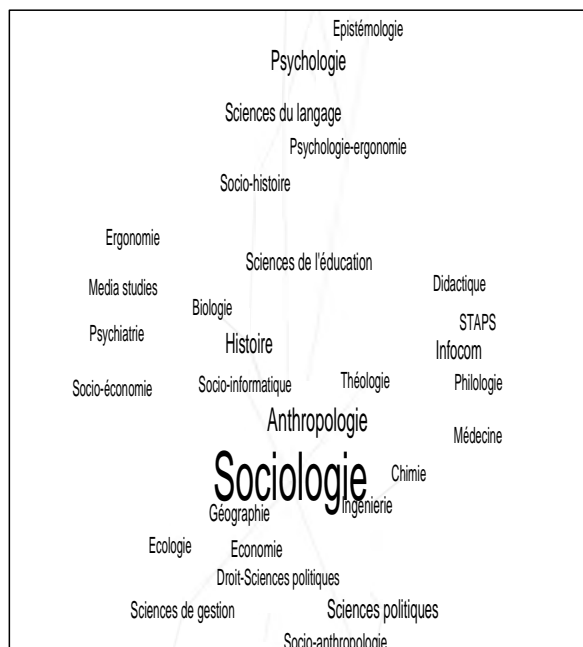 Epistémologie
Psychologie
Sciences du langage
Psychologie-ergonomie
Socio-histoire
Ergonomie
Sciences de l'éducation
Didactique
Media studies
Biologie
STAPS
Psychiatrie
Histoire
Infocom
Socio-économie
Socio-informatique
Théologie
Philologie
Anthropologie
Médecine
Sociologie
Chimie
Géographie
Ingénierie
Ecologie
Economie
Droit-Sciences politiques
Sciences de gestion
Sciences politiques
Socio-anthropologie